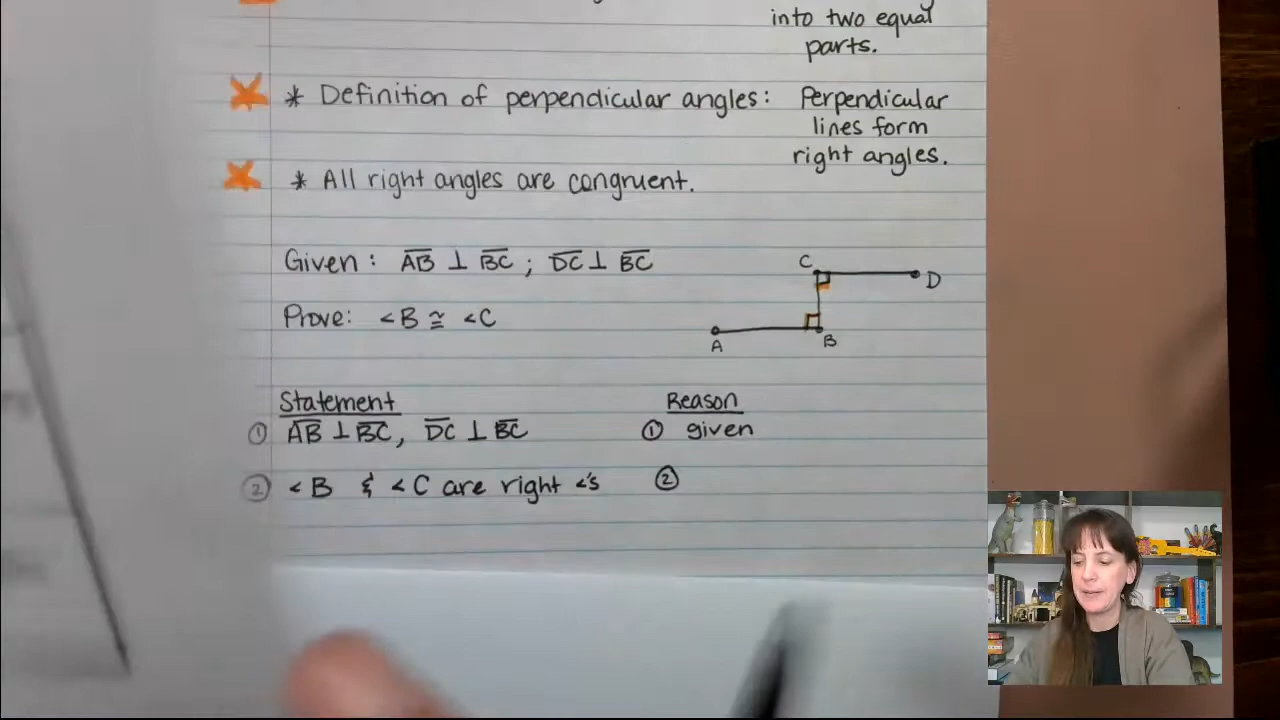 into two equal
parts.
* Definition of perpendicular angles: Perpendicular
lines form
right angles.
* All right angles are congruent.
Given: AB ⊥ BC ; DC ⊥ BC
Prove: <B ≅ <C
C
D
A
B
Statement Reason
① AB ⊥ BC, DC ⊥ BC ① given
② <B & <C are right <'s ②